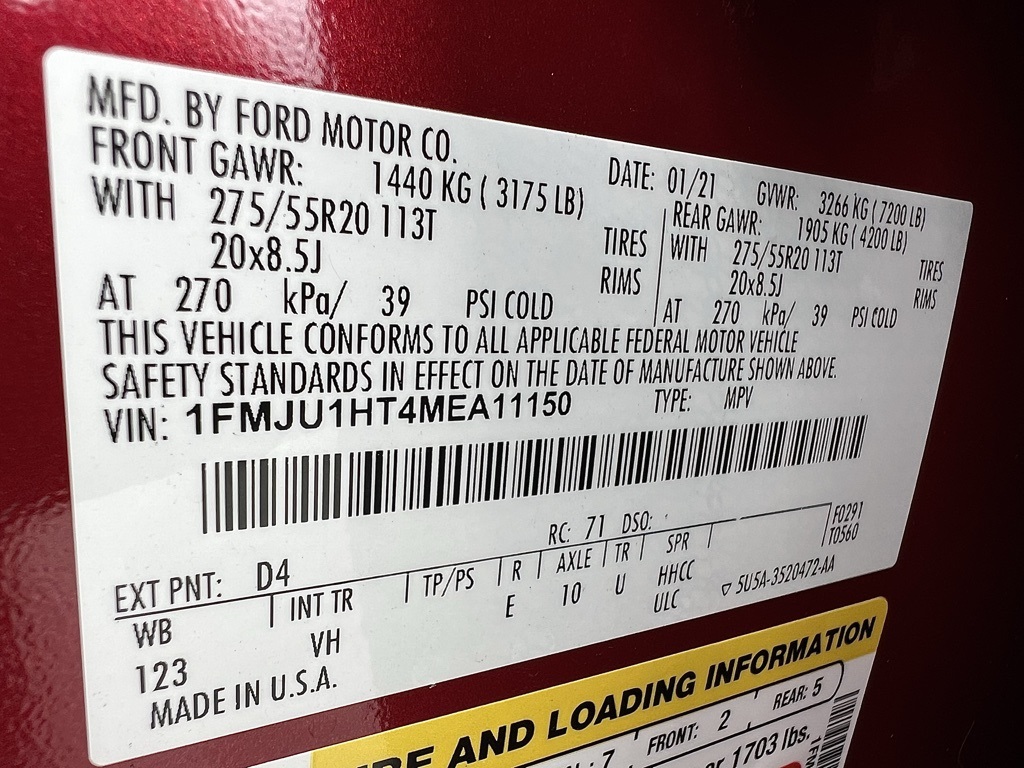 MFD. BY FORD MOTOR CO.
DATE: 01/21 GVWR: 3266 KG ( 7200 LB)
FRONT GAWR: 1440 KG ( 3175 LB)
WITH 275/55R20 113T TIRES
20x8.5J RIMS
AT 270 kPa/ 39 PSI COLD
REAR GAWR: 1905 KG ( 4200 LB)
WITH 275/55R20 113T TIRES
20x8.5J RIMS
AT 270 kPa/ 39 PSI COLD
THIS VEHICLE CONFORMS TO ALL APPLICABLE FEDERAL MOTOR VEHICLE
SAFETY STANDARDS IN EFFECT ON THE DATE OF MANUFACTURE SHOWN ABOVE.
VIN: 1FMJU1HT4MEA11150 TYPE: MPV
F0291
T0560
EXT PNT: D4 RC: 71 DSO:
WB INT TR TP/PS R AXLE TR SPR
123 VH E 10 U HHCC
ULC
MADE IN U.S.A. 5U5A-3520472-AA
AND LOADING INFORMATION
7 FRONT: 2 REAR: 5
1703 lbs.